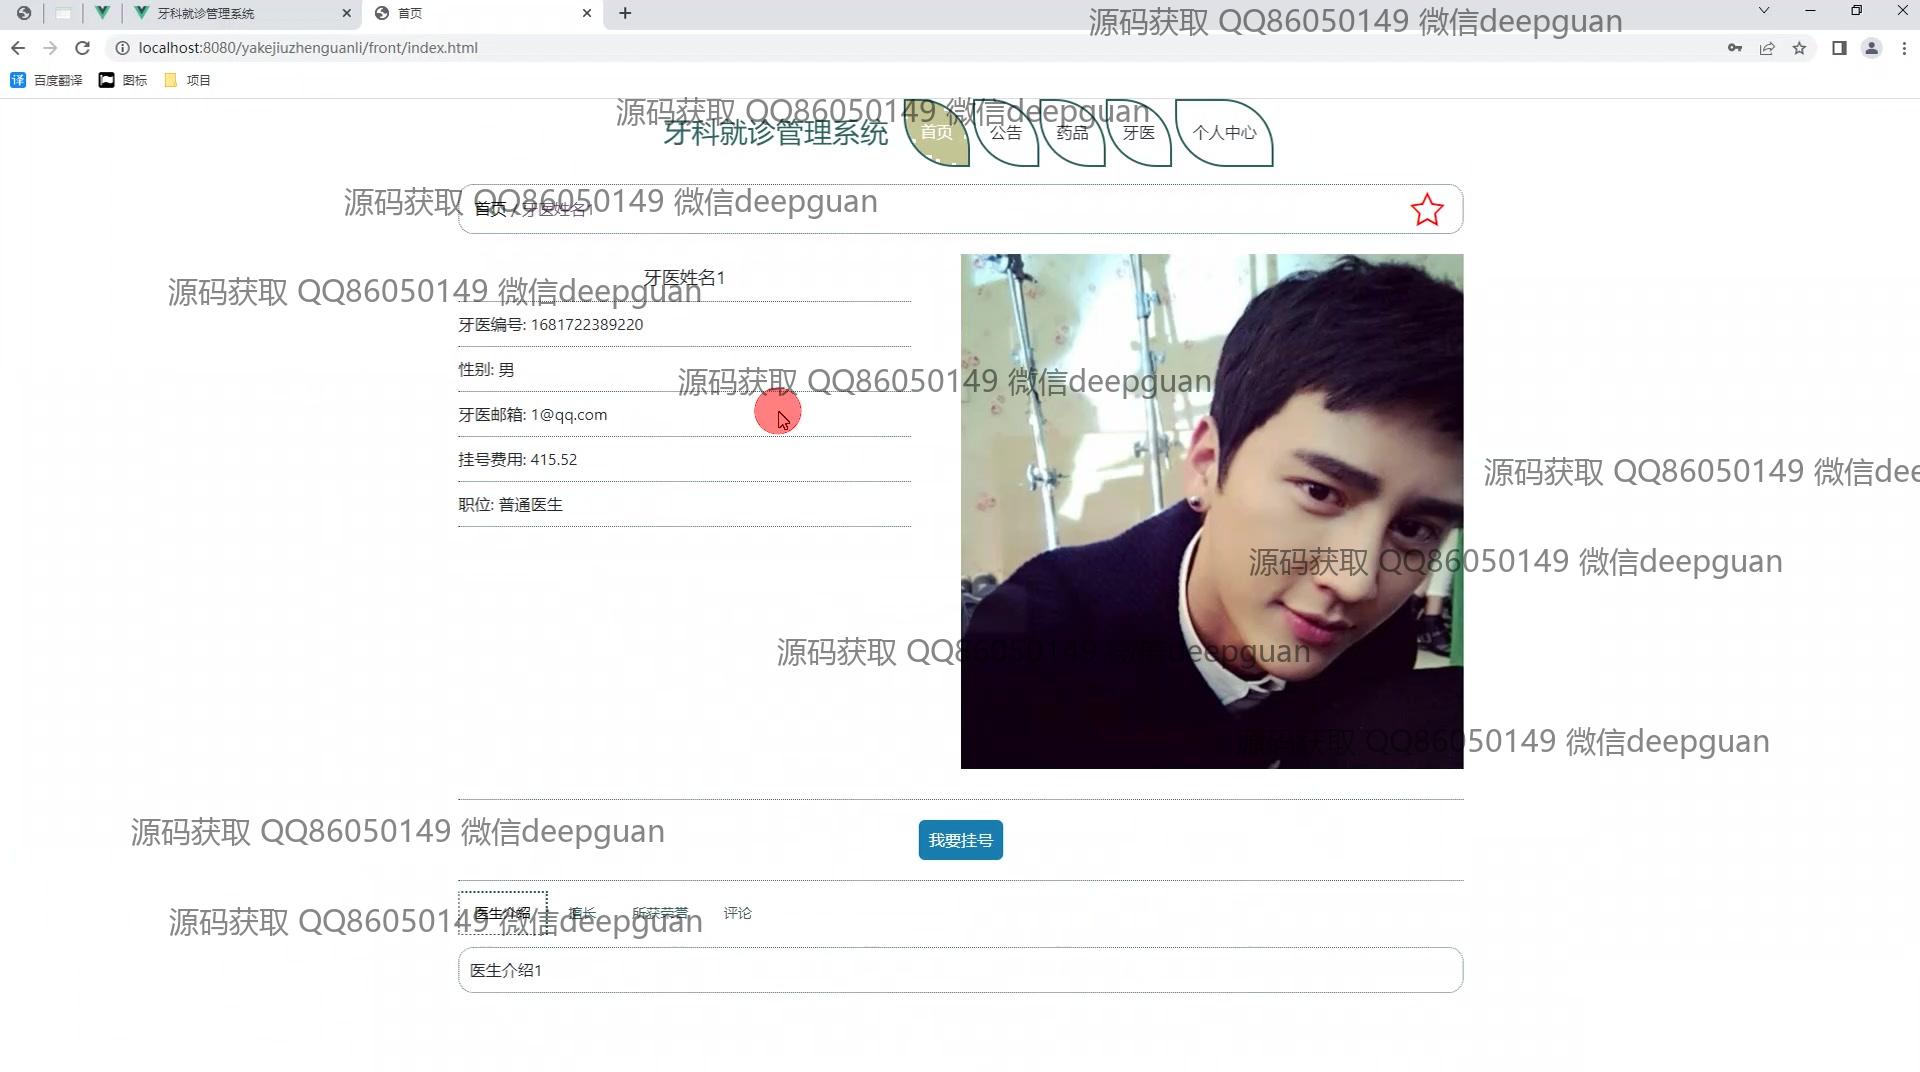 牙科就诊管理系统
首页
源码获取 QQ86050149 微信deepguan
localhost:8080/yakejiuzhenguanli/front/index.html
百度翻译
图标
项目
源码获取 QQ86050149 微信deepguan
牙科就诊管理系统
首页
公告
药品
牙医
个人中心
源码获取 QQ86050149 微信deepguan
首页 / 牙医姓名1
牙医姓名1
源码获取 QQ86050149 微信deepguan
牙医编号: 1681722389220
性别: 男
源码获取 QQ86050149 微信deepguan
牙医邮箱: 1@qq.com
挂号费用: 415.52
源码获取 QQ86050149 微信dee
职位: 普通医生
源码获取 QQ86050149 微信deepguan
源码获取 QQ86050149 微信deepguan
源码获取 QQ86050149 微信deepguan
源码获取 QQ86050149 微信deepguan
我要挂号
医生介绍
擅长
所获荣誉
评论
源码获取 QQ86050149 微信deepguan
医生介绍1